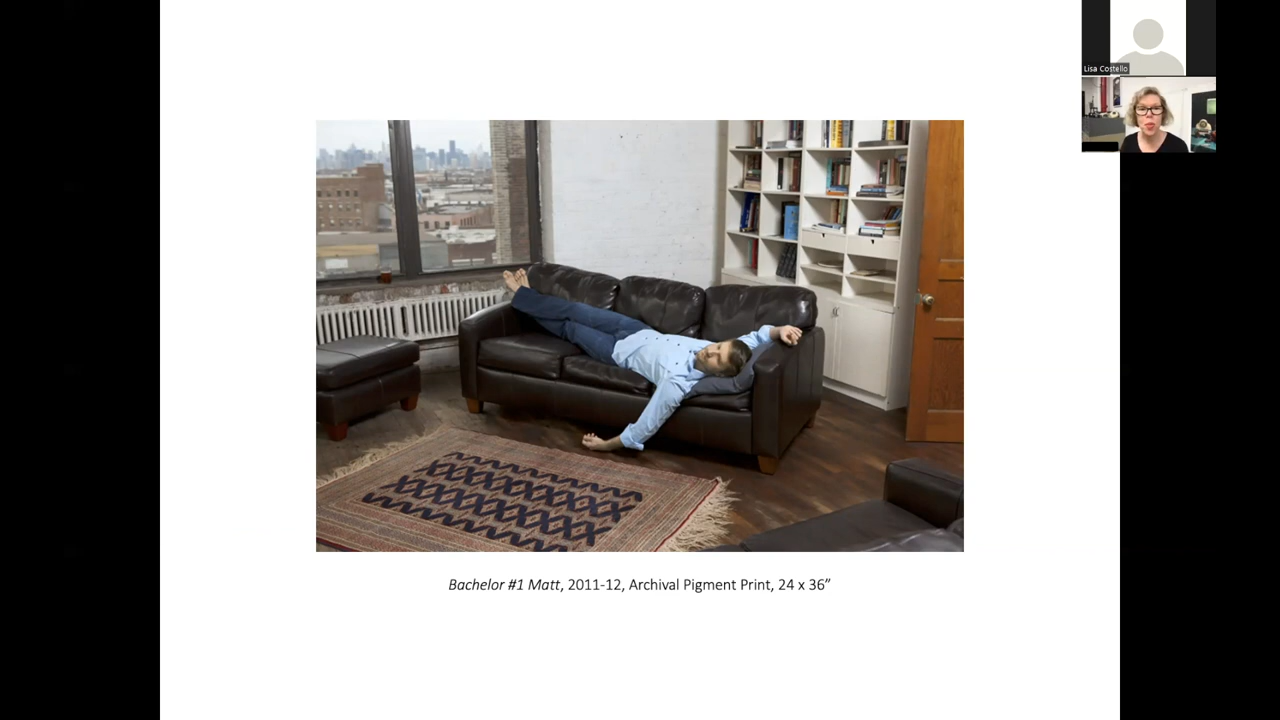 Lisa Costello
Bachelor #1 Matt, 2011-12, Archival Pigment Print, 24 x 36”